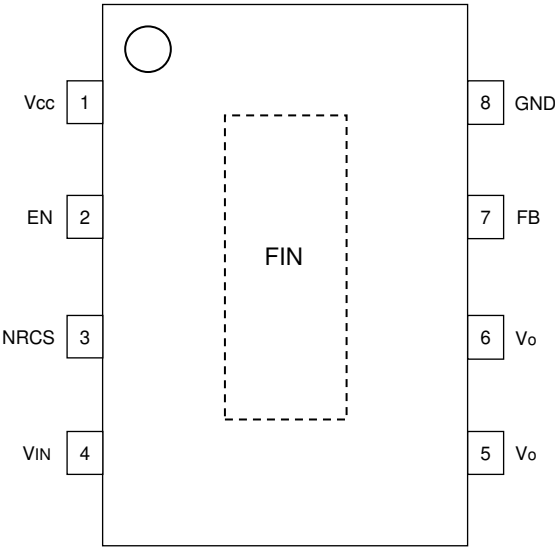 Vcc 1 8 GND
EN 2 7 FB
FIN
NRCS 3 6 Vo
VIN 4 5 Vo